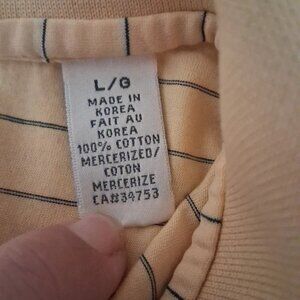 L/G
MADE IN
KOREA
FAIT AU
KOREA
100% COTTON
MERCERIZED/
COTON
MERCERIZE
CA#34753